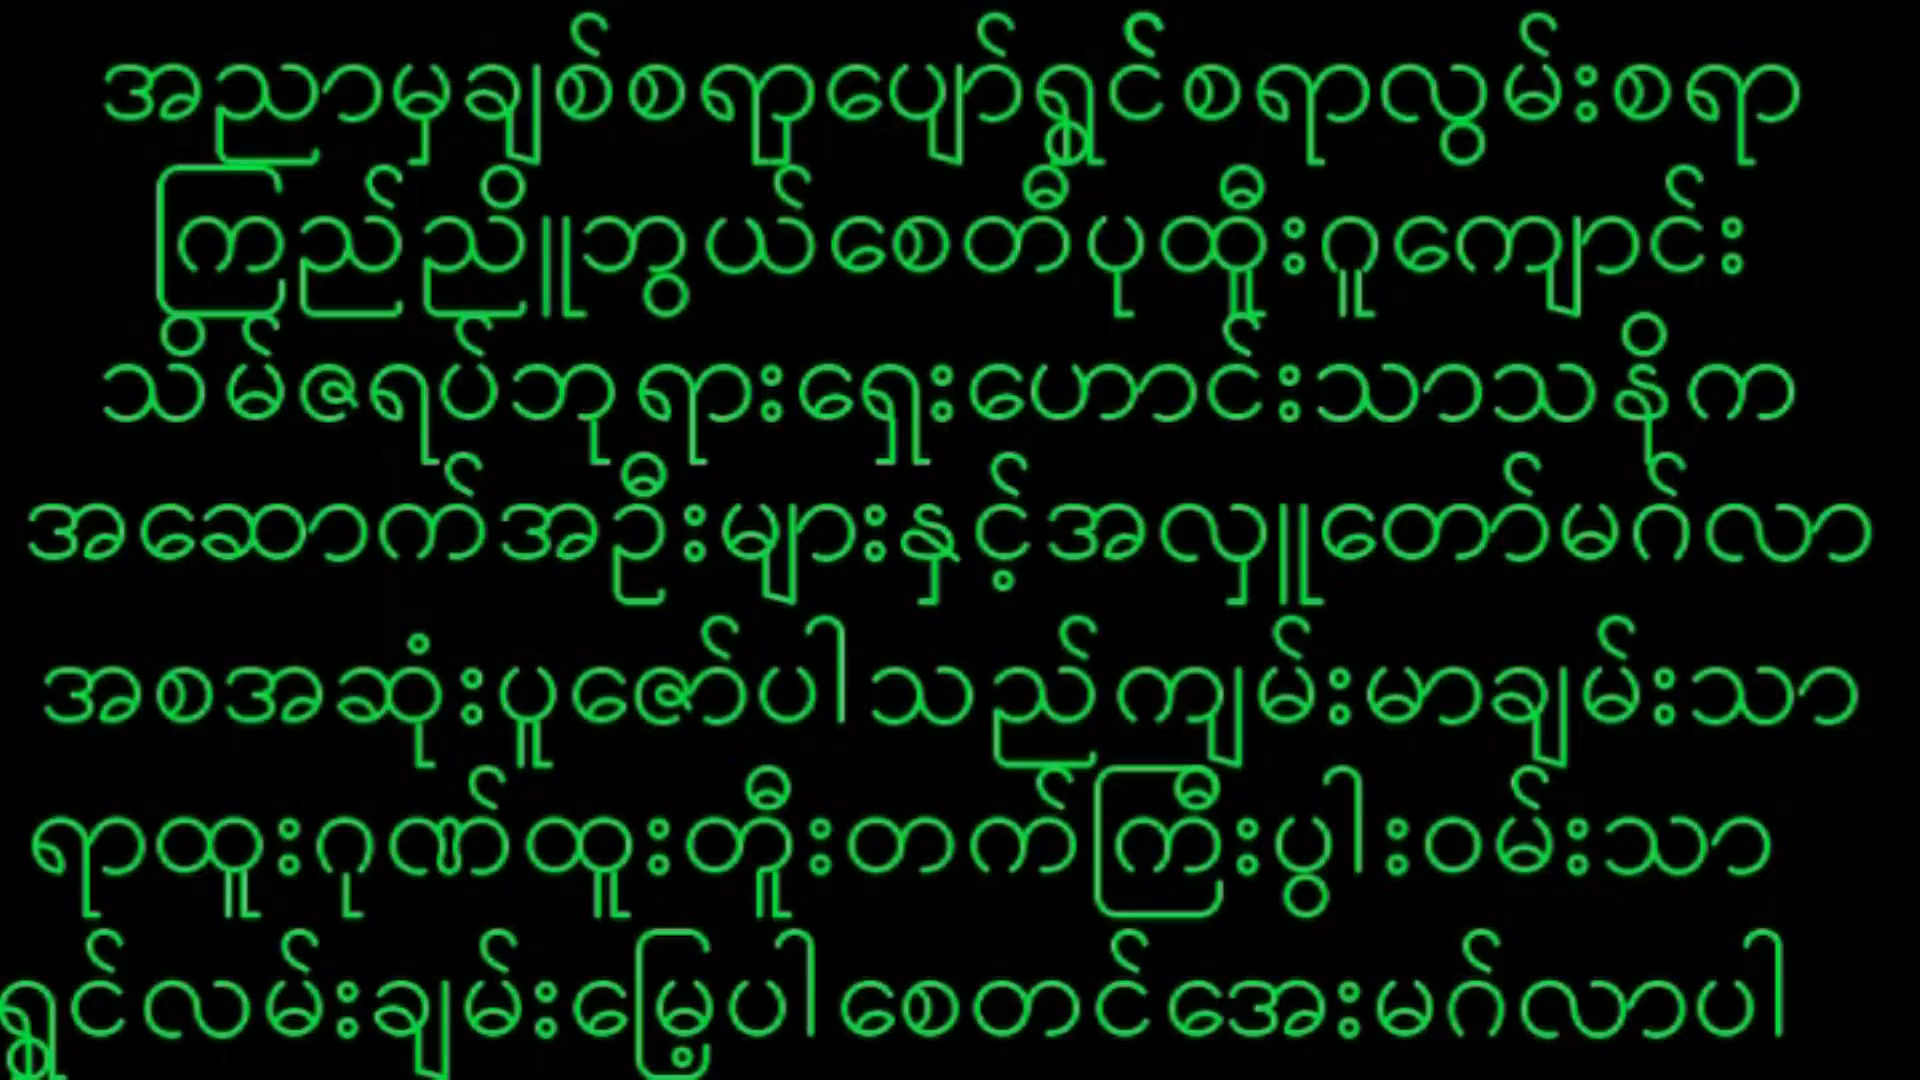 အညာမှချစ်စရာပျော်ရွှင်စရာလွမ်းစရာ
ကြည်ညိုူဘွယ်စေတီပုထိုူးဂူကျောင်း
သိမ်ဇရပ်ဘုရားရှေးဟောင်းသာသနိုက
အဆောက်အဦးများနှင့်အလှူတော်မင်္ဂလာ
အစအဆုံးပူဇော်ပါသည်ကျမ်းမာချမ်းသာ
ရာထူးဂုဏ်ထူးတိူးတက်ကြီးပွါးဝမ်းသာ
ရွှင်လမ်းချမ်းမြေ့ပါစေတင်အေးမင်္ဂလာပါ